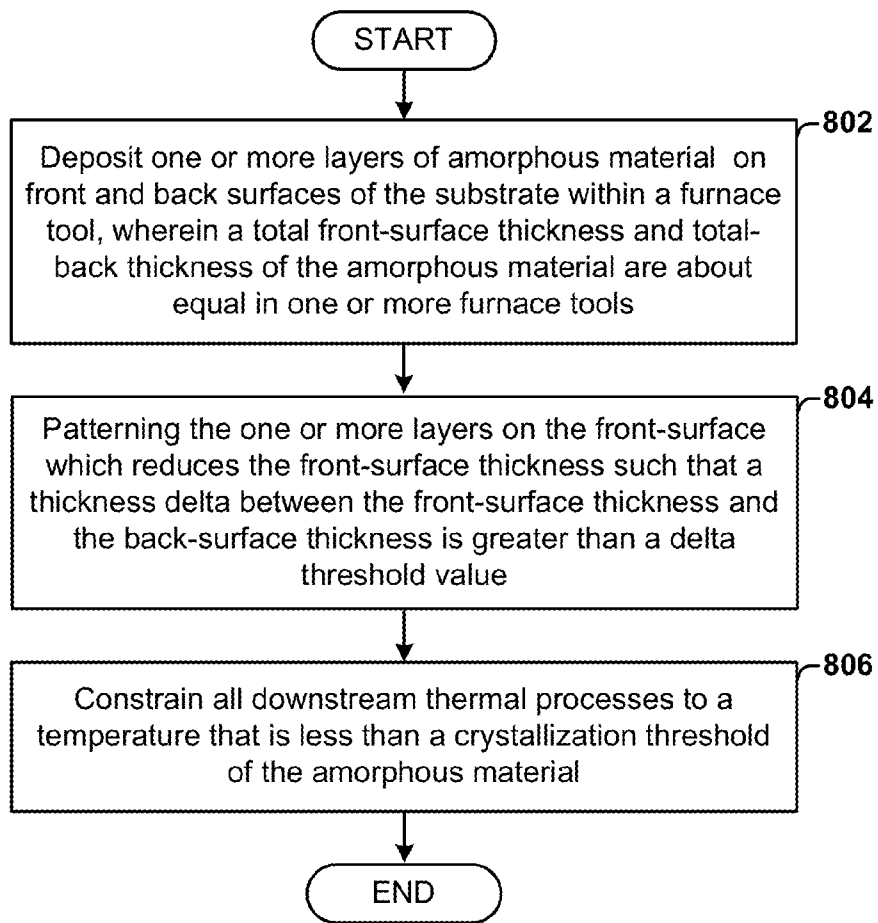 START
802
Deposit one or more layers of amorphous material on
front and back surfaces of the substrate within a furnace
tool, wherein a total front-surface thickness and total-
back thickness of the amorphous material are about
equal in one or more furnace tools
804
Patterning the one or more layers on the front-surface
which reduces the front-surface thickness such that a
thickness delta between the front-surface thickness and
the back-surface thickness is greater than a delta
threshold value
806
Constrain all downstream thermal processes to a
temperature that is less than a crystallization threshold
of the amorphous material
END